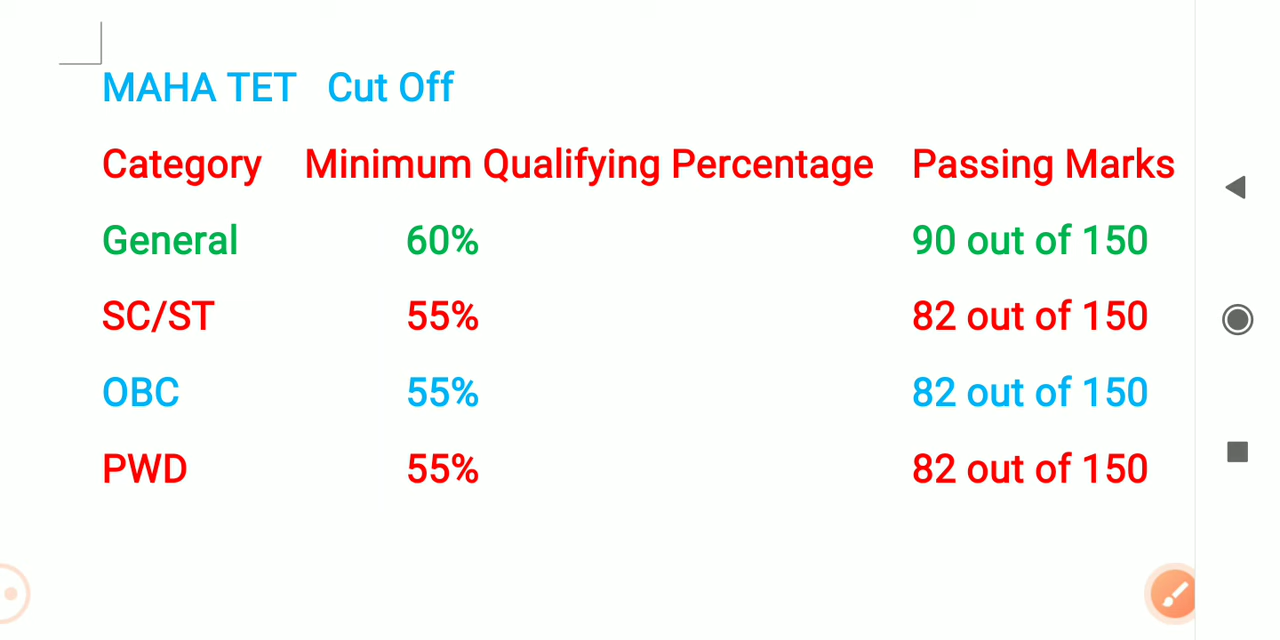 MAHA TET Cut Off
Category Minimum Qualifying Percentage Passing Marks
General 60% 90 out of 150
SC/ST 55% 82 out of 150
OBC 55% 82 out of 150
PWD 55% 82 out of 150